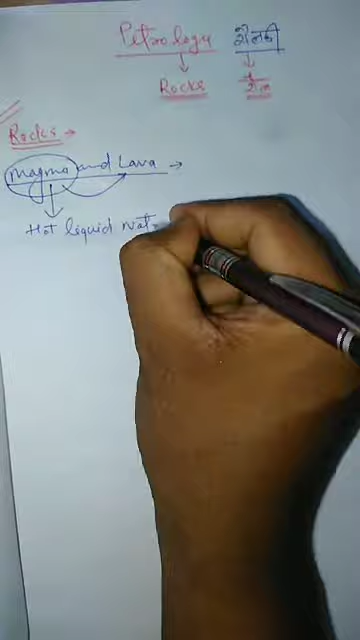 Petrology शैलकी
Rocks शैल
Rocks →
Magma and Lava →
Hot liquid